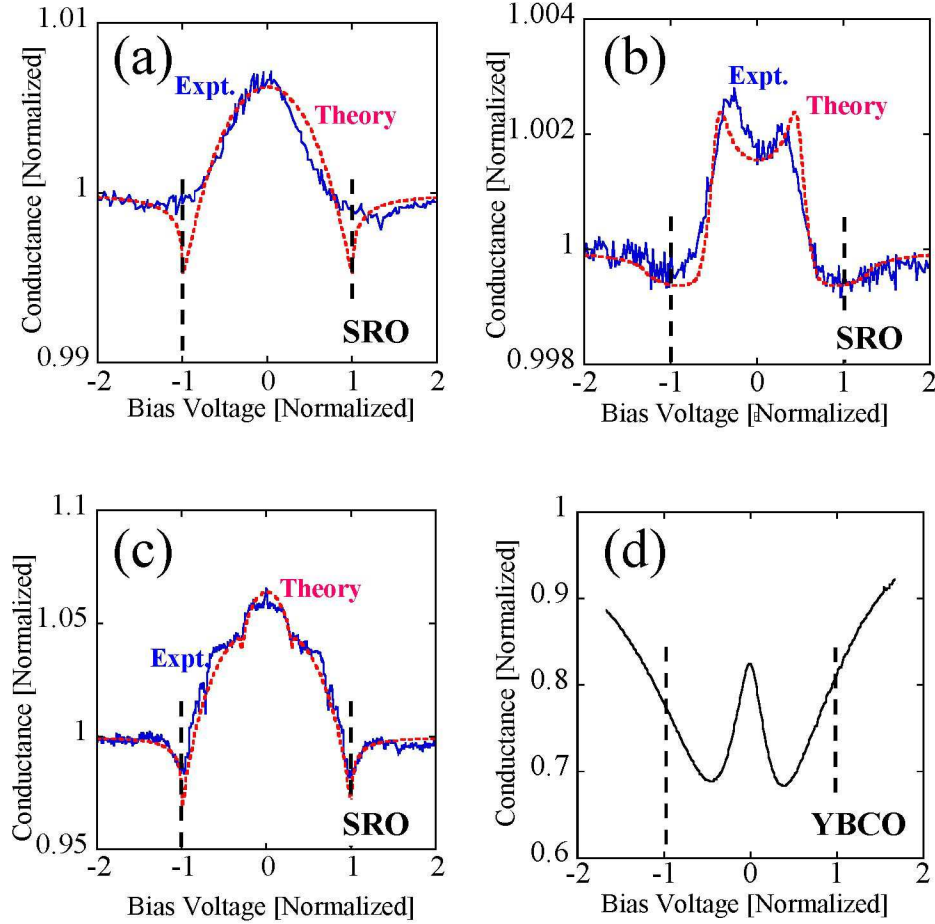 (a)
1.01
1
0.99
Conductance [Normalized]
Expt.
Theory
SRO
-2 -1 0 1 2
Bias Voltage [Normalized]
(b)
1.004
1.002
1
0.998
Conductance [Normalized]
Expt.
Theory
SRO
-2 -1 0 1 2
Bias Voltage [Normalized]
(c)
1.1
1.05
1
0.95
Conductance [Normalized]
Theory
Expt.
SRO
-2 -1 0 1 2
Bias Voltage [Normalized]
(d)
1
0.9
0.8
0.7
0.6
Conductance [Normalized]
YBCO
-2 -1 0 1 2
Bias Voltage [Normalized]